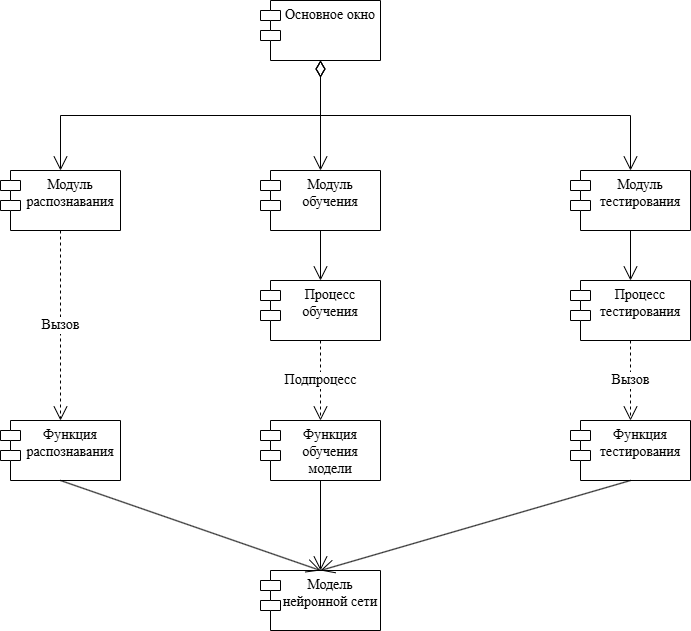 Основное окно
Модуль
распознавания
Модуль
обучения
Модуль
тестирования
Процесс
обучения
Процесс
тестирования
Вызов
Подпроцесс
Вызов
Функция
распознавания
Функция
обучения
модели
Функция
тестирования
Модель
нейронной сети